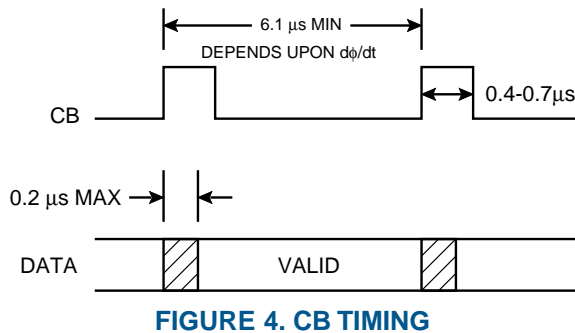 6.1 μs MIN
DEPENDS UPON dφ/dt
CB
0.4-0.7μs
0.2 μs MAX
DATA
VALID
FIGURE 4. CB TIMING